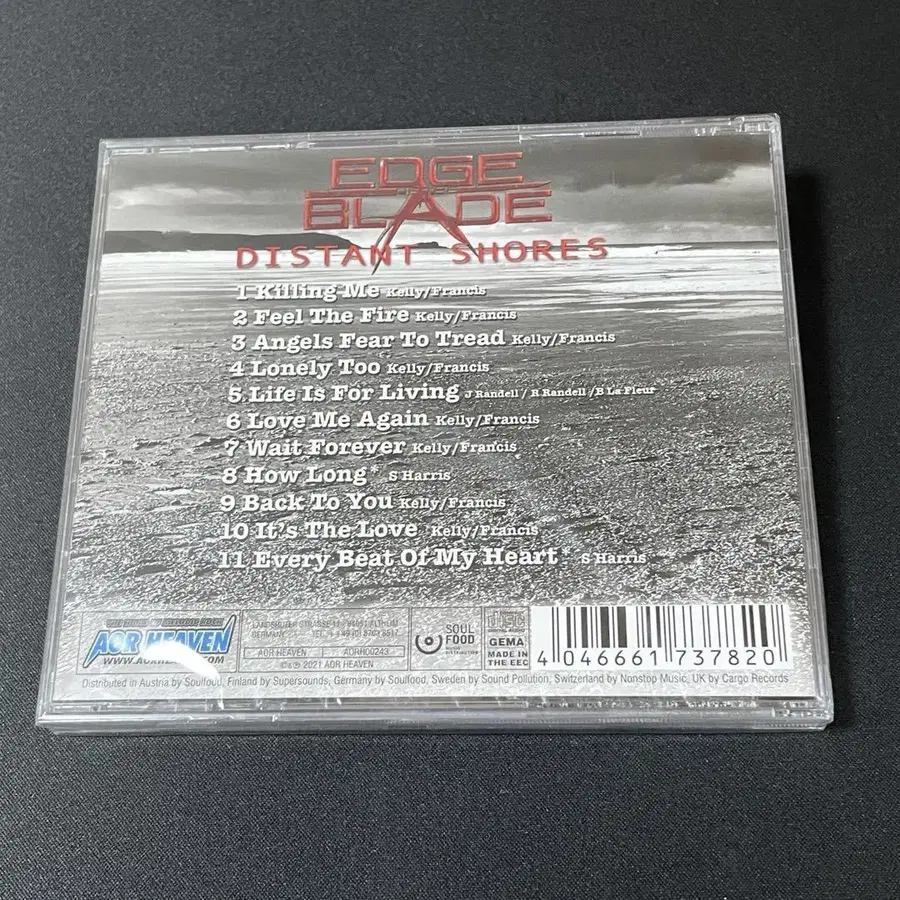 EDGE
OF THE
BLADE
DISTANT SHORES
1 Killing Me Kelly/Francis
2 Feel The Fire Kelly/Francis
3 Angels Fear To Tread Kelly/Francis
4 Lonely Too Kelly/Francis
5.Life Is For Living J Randell / R Randell / B La Fleur
6 Love Me Again Kelly/Francis
7 Wait Forever Kelly/Francis
8 How Long* S Harris
9 Back To You Kelly/Francis
10 It's The Love Kelly/Francis
11 Every Beat Of My Heart* S Harris
AOR HEAVEN
GERMANY
AOR HEAVEN AORH00243
℗ & © 2021 AOR HEAVEN
SOUL
FOOD
GEMA
MADE IN
THE EEC
4 046661 737820
Distributed in Austria by Soulfood, Finland by Supersounds, Germany by Soulfood, Sweden by Sound Pollution, Switzerland by Nonstop Music, UK by Cargo Records